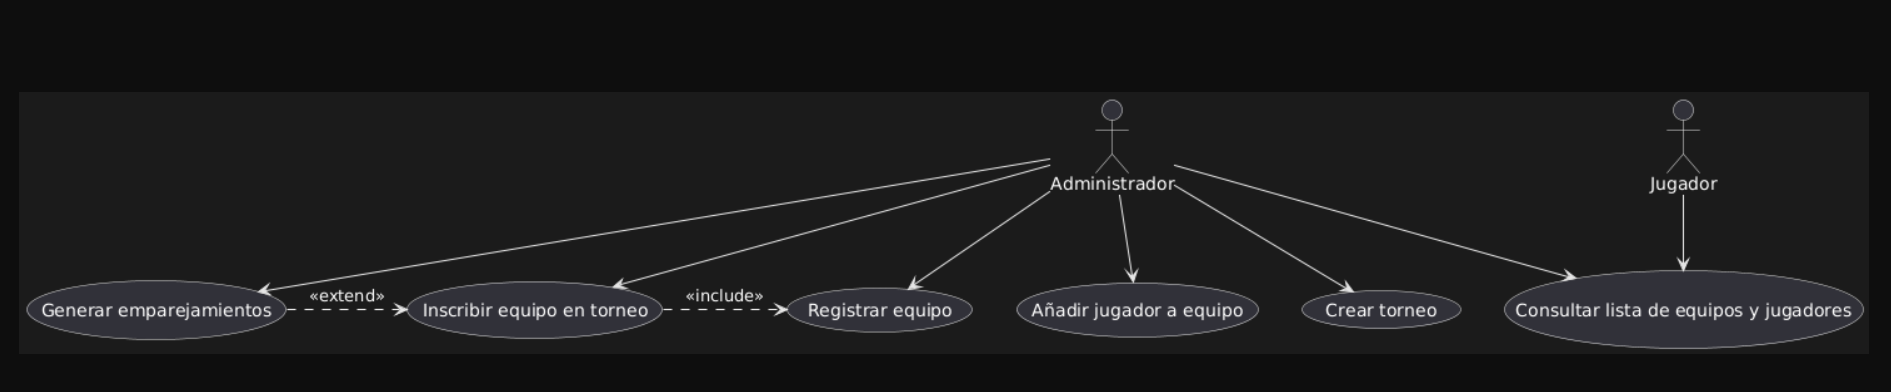 Administrador
Jugador
«extend»
«include»
Generar emparejamientos
Inscribir equipo en torneo
Registrar equipo
Añadir jugador a equipo
Crear torneo
Consultar lista de equipos y jugadores